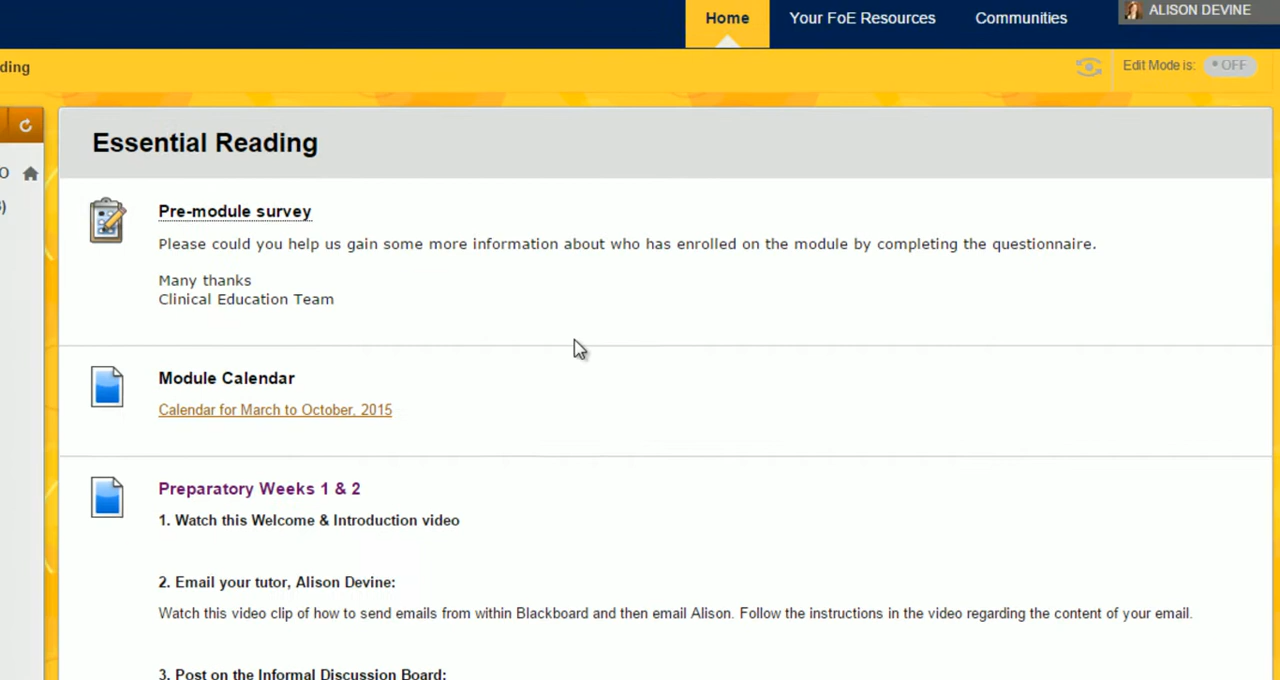 Home Your FoE Resources Communities ALISON DEVINE
ding Edit Mode is: OFF
Essential Reading
O
)
Pre-module survey
Please could you help us gain some more information about who has enrolled on the module by completing the questionnaire.
Many thanks
Clinical Education Team
Module Calendar
Calendar for March to October, 2015
Preparatory Weeks 1 & 2
1. Watch this Welcome & Introduction video
2. Email your tutor, Alison Devine:
Watch this video clip of how to send emails from within Blackboard and then email Alison. Follow the instructions in the video regarding the content of your email.
3. Post on the Informal Discussion Board: